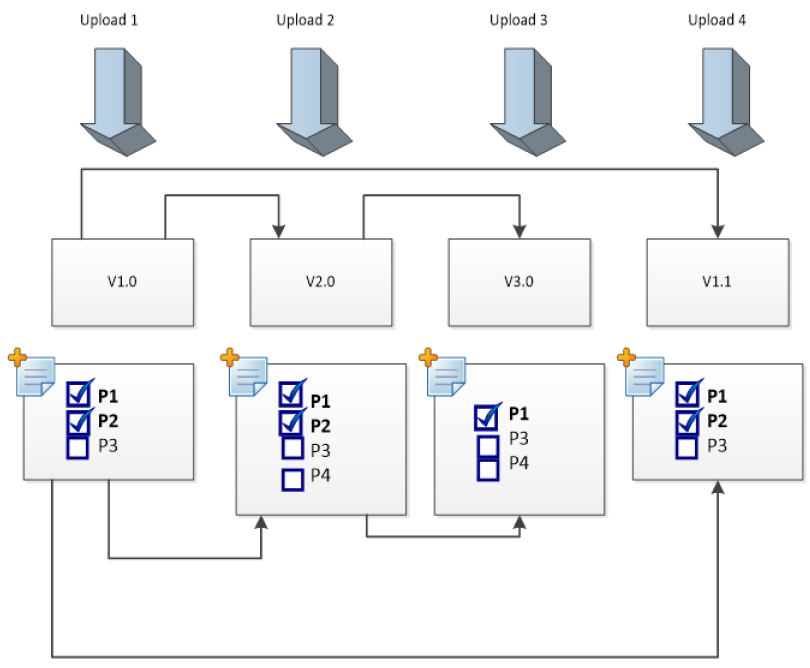 Upload 1
Upload 2
Upload 3
Upload 4
V1.0
V2.0
V3.0
V1.1
P1
P2
P3
P1
P2
P3
P4
P1
P3
P4
P1
P2
P3